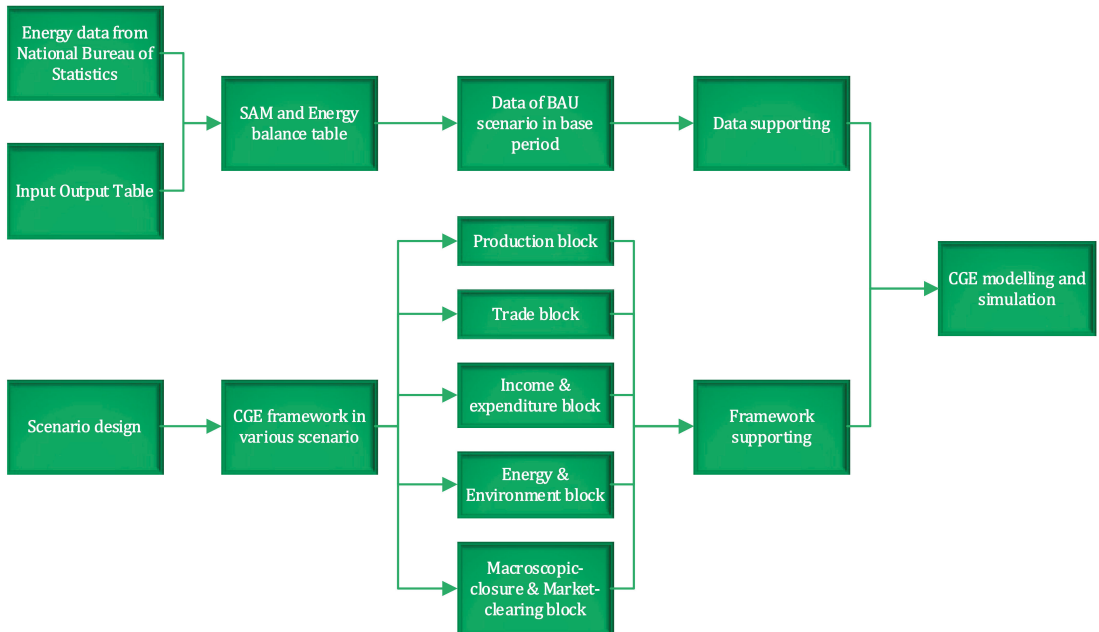 Energy data from
National Bureau of
Statistics
Input Output Table
SAM and Energy
balance table
Data of BAU
scenario in base
period
Data supporting
Production block
Trade block
Income &
expenditure block
Energy &
Environment block
Macroscopic-
closure & Market-
clearing block
Scenario design
CGE framework in
various scenario
Framework
supporting
CGE modelling and
simulation